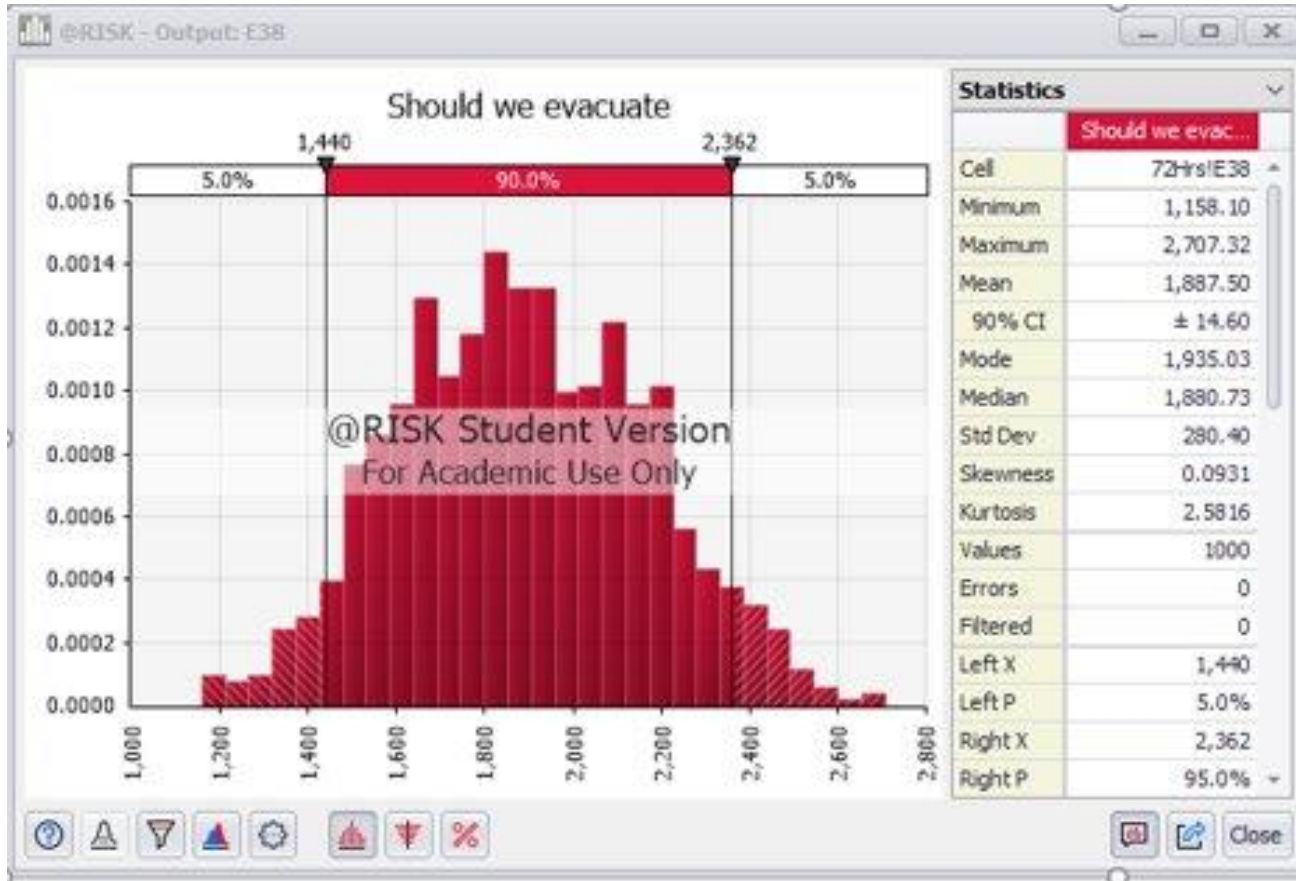 @RISK - Output: E38
Should we evacuate
1,440 2,362
5.0% 90.0% 5.0%
0.0016
0.0014
0.0012
0.0010
0.0008
0.0006
0.0004
0.0002
0.0000
@RISK Student Version
For Academic Use Only
1,000 1,200 1,400 1,600 1,800 2,000 2,200 2,400 2,600 2,800
Statistics
Should we evac...
Cell 72Hrs!E38
Minimum 1,158.10
Maximum 2,707.32
Mean 1,887.50
90% CI ± 14.60
Mode 1,935.03
Median 1,880.73
Std Dev 280.40
Skewness 0.0931
Kurtosis 2.5816
Values 1000
Errors 0
Filtered 0
Left X 1,440
Left P 5.0%
Right X 2,362
Right P 95.0%
? % Close